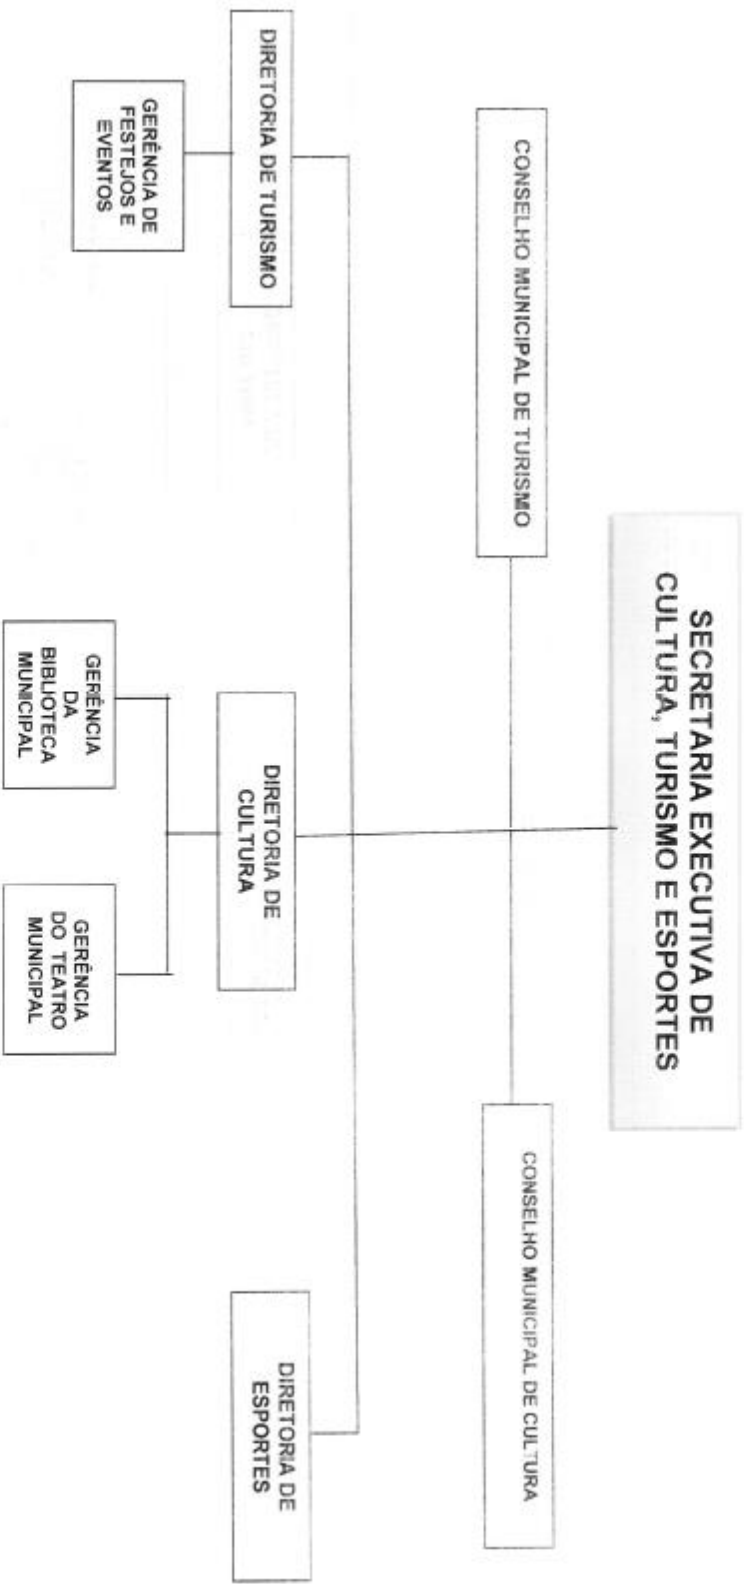 SECRETARIA EXECUTIVA DE
CULTURA, TURISMO E ESPORTES
CONSELHO MUNICIPAL DE TURISMO
CONSELHO MUNICIPAL DE CULTURA
DIRETORIA DE TURISMO
DIRETORIA DE
CULTURA
DIRETORIA DE
ESPORTES
GERÊNCIA DE
FESTEJOS E
EVENTOS
GERÊNCIA
DA
BIBLIOTECA
MUNICIPAL
GERÊNCIA
DO TEATRO
MUNICIPAL